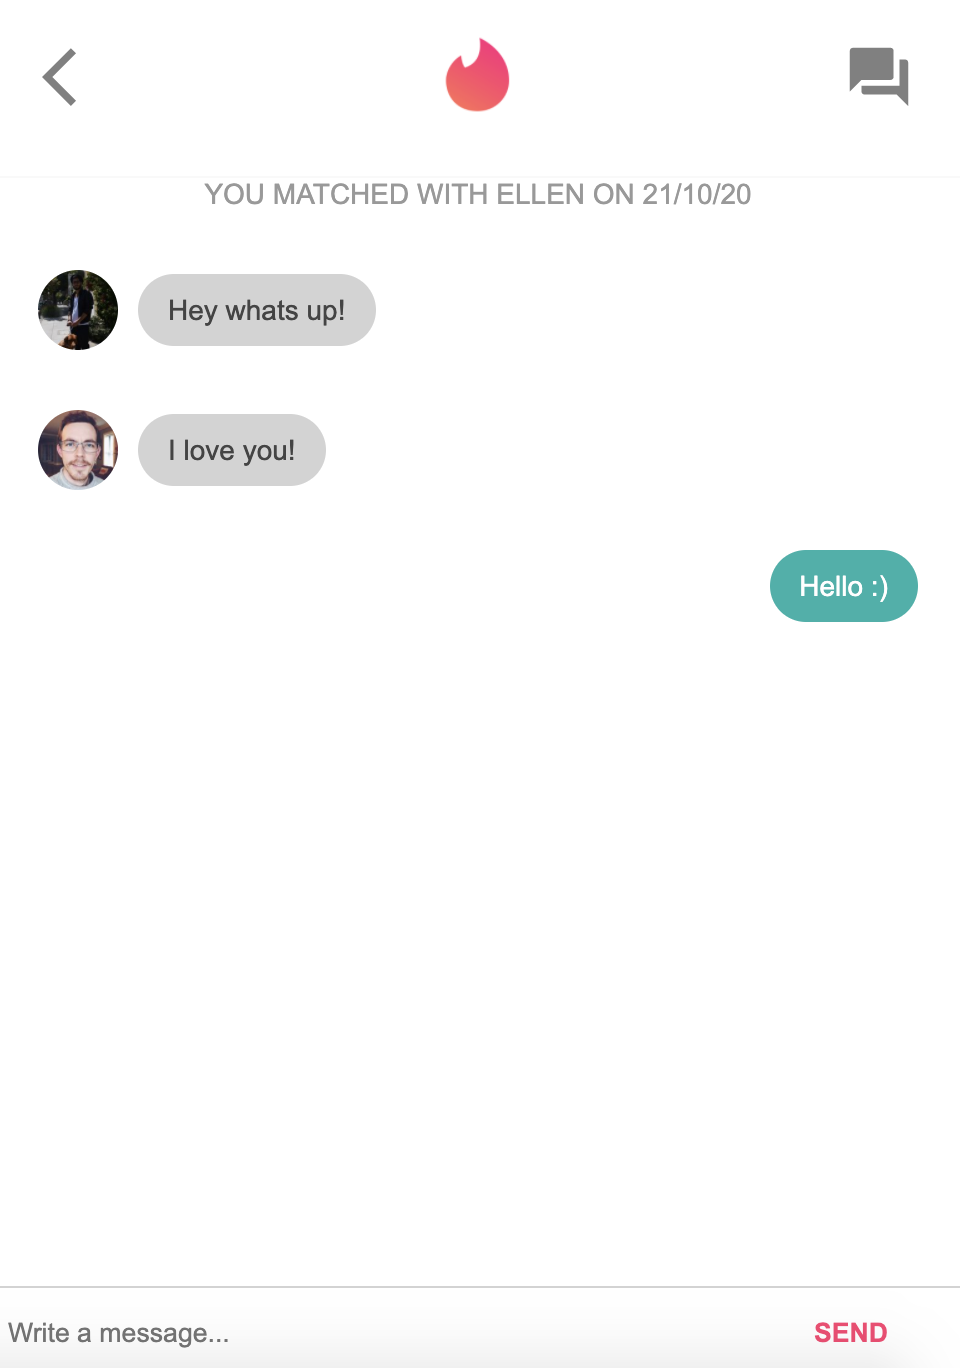 YOU MATCHED WITH ELLEN ON 21/10/20
Hey whats up!
I love you!
Hello :)
Write a message...
SEND